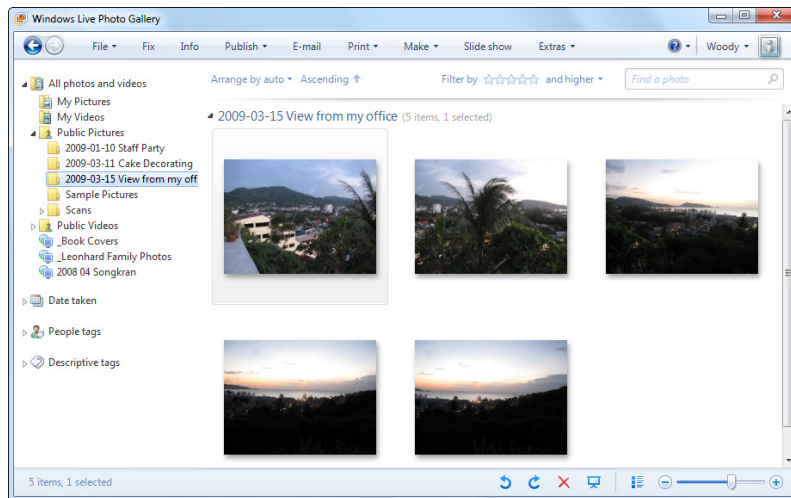 Windows Live Photo Gallery
File Fix Info Publish E-mail Print Make Slide show Extras Woody
Arrange by auto Ascending Filter by and higher Find a photo
All photos and videos
My Pictures
My Videos
Public Pictures
2009-01-10 Staff Party
2009-03-11 Cake Decorating
2009-03-15 View from my off
Sample Pictures
Scans
Public Videos
_Book Covers
_Leonhard Family Photos
2008 04 Songkran
Date taken
People tags
Descriptive tags
2009-03-15 View from my office (5 items, 1 selected)
5 items, 1 selected